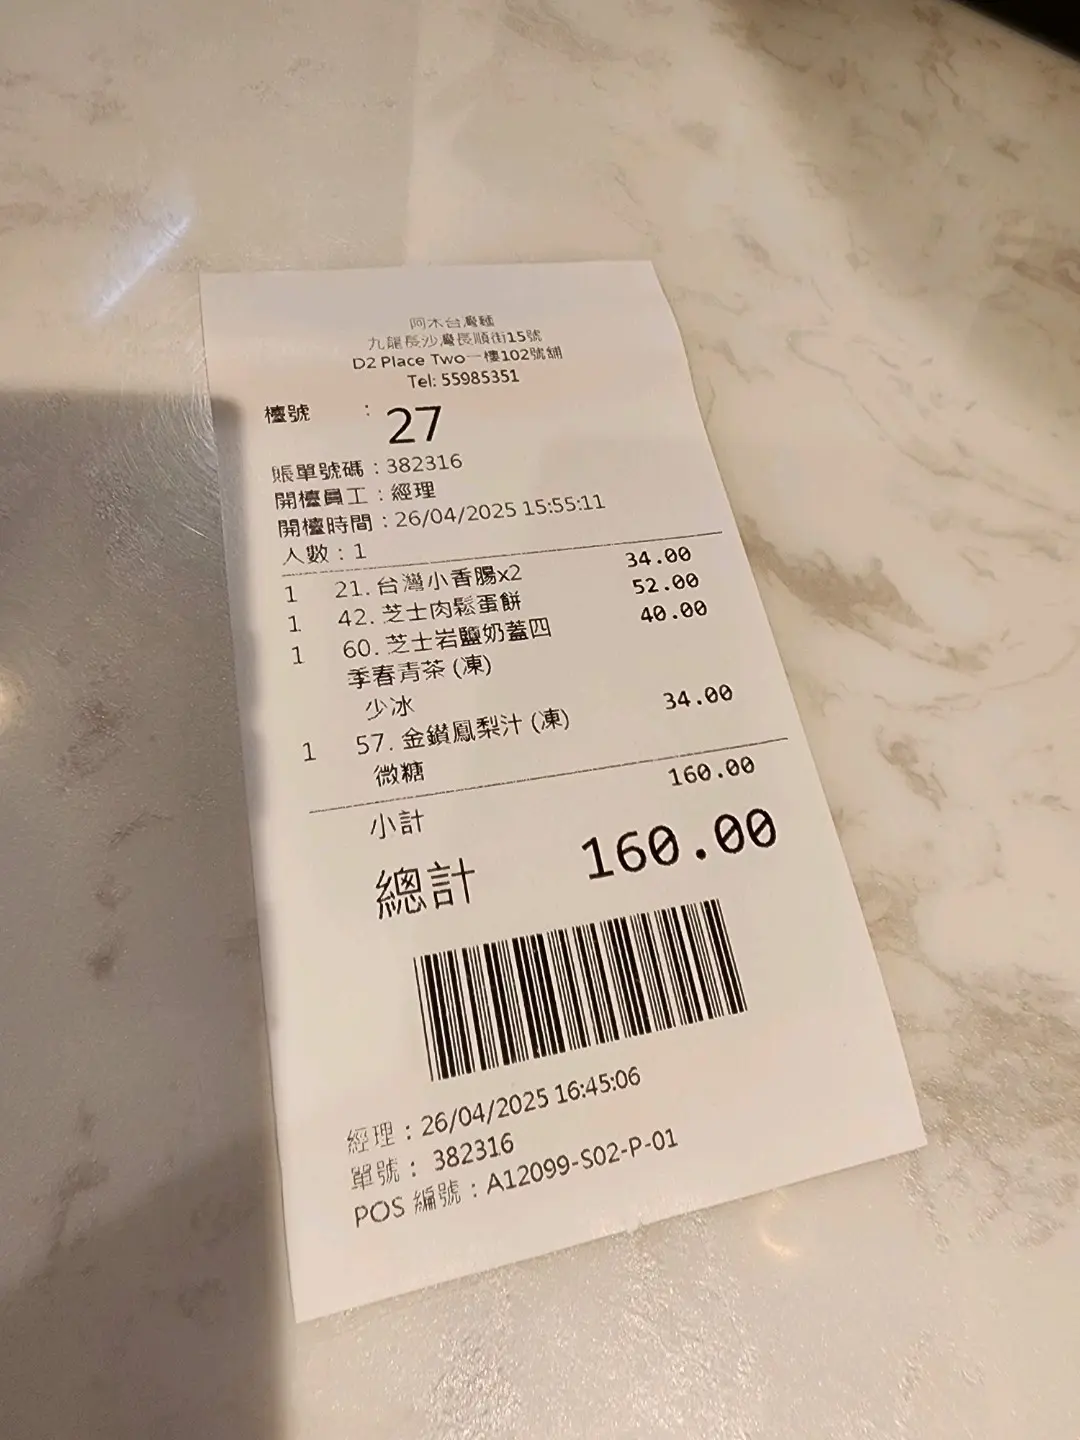 阿木台灣麵
九龍長沙灣長順街15號
D2 Place Two一樓102號舖
Tel: 55985351
檯號 : 27
賬單號碼 : 382316
開檯員工 : 經理
開檯時間 : 26/04/2025 15:55:11
人數 : 1
1 21. 台灣小香腸x2 34.00
1 42. 芝士肉鬆蛋餅 52.00
1 60. 芝士岩鹽奶蓋四 40.00
季春青茶 (凍)
少冰
1 57. 金鑽鳳梨汁 (凍) 34.00
微糖
小計 160.00
總計 160.00
經理 : 26/04/2025 16:45:06
單號 : 382316
POS 編號 : A12099-S02-P-01